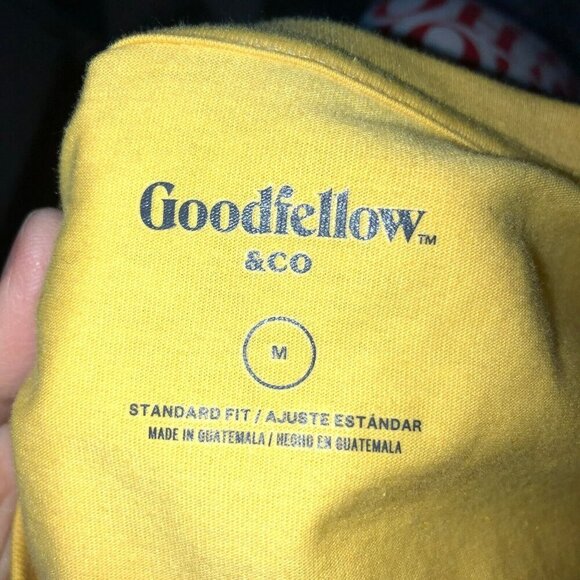 Goodfellow™
&CO
M
STANDARD FIT / AJUSTE ESTÁNDAR
MADE IN GUATEMALA / HECHO EN GUATEMALA